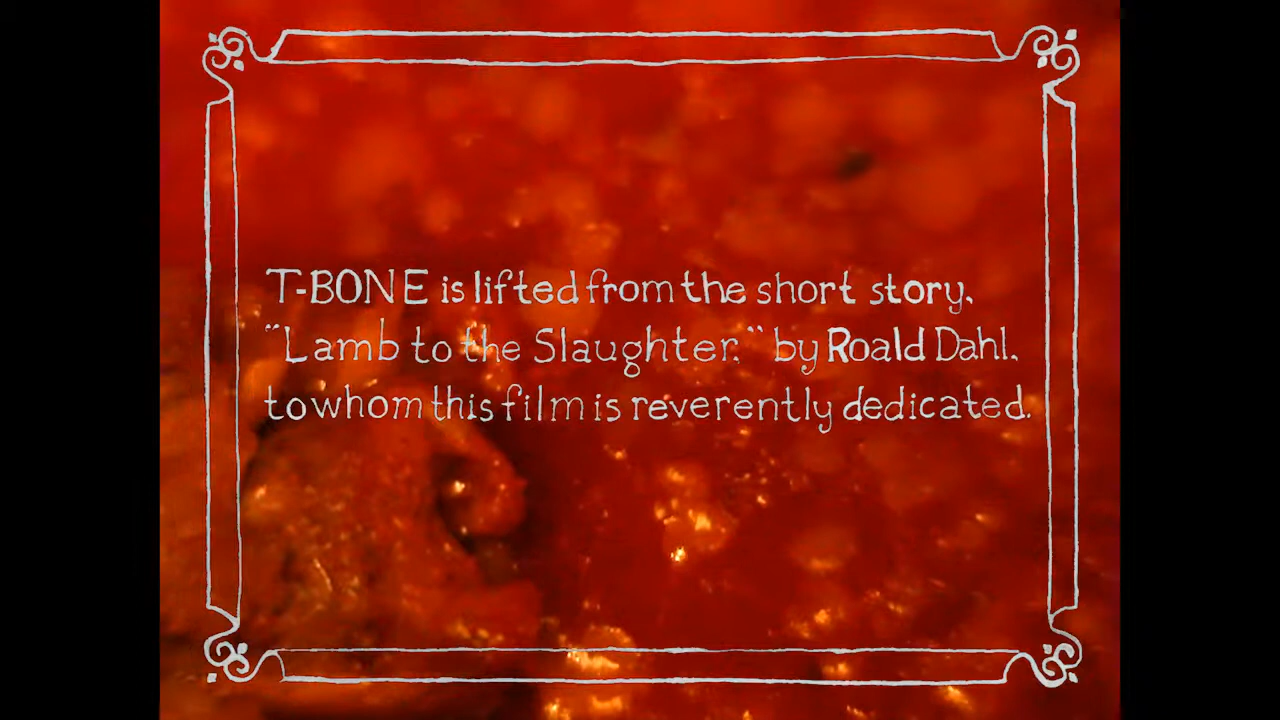 T-BONE is lifted from the short story,
"Lamb to the Slaughter," by Roald Dahl,
to whom this film is reverently dedicated.